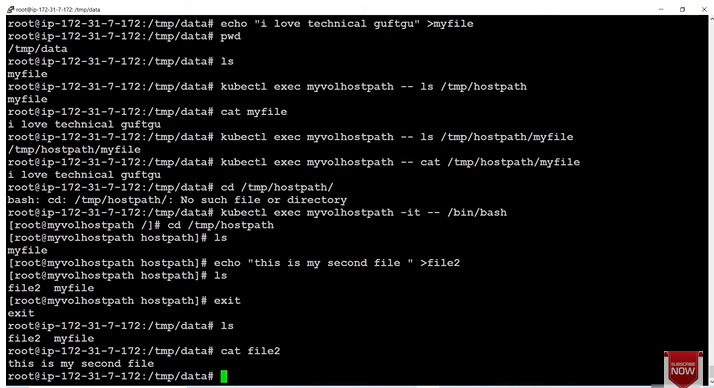 root@ip-172-31-7-172: /tmp/data
root@ip-172-31-7-172:/tmp/data# echo "i love technical guftgu" >myfile
root@ip-172-31-7-172:/tmp/data# pwd
/tmp/data
root@ip-172-31-7-172:/tmp/data# ls
myfile
root@ip-172-31-7-172:/tmp/data# kubectl exec myvolhostpath -- ls /tmp/hostpath
myfile
root@ip-172-31-7-172:/tmp/data# cat myfile
i love technical guftgu
root@ip-172-31-7-172:/tmp/data# kubectl exec myvolhostpath -- ls /tmp/hostpath/myfile
/tmp/hostpath/myfile
root@ip-172-31-7-172:/tmp/data# kubectl exec myvolhostpath -- cat /tmp/hostpath/myfile
i love technical guftgu
root@ip-172-31-7-172:/tmp/data# cd /tmp/hostpath/
bash: cd: /tmp/hostpath/: No such file or directory
root@ip-172-31-7-172:/tmp/data# kubectl exec myvolhostpath -it -- /bin/bash
[root@myvolhostpath /]# cd /tmp/hostpath
[root@myvolhostpath hostpath]# ls
myfile
[root@myvolhostpath hostpath]# echo "this is my second file " >file2
[root@myvolhostpath hostpath]# ls
file2  myfile
[root@myvolhostpath hostpath]# exit
exit
root@ip-172-31-7-172:/tmp/data# ls
file2  myfile
root@ip-172-31-7-172:/tmp/data# cat file2
this is my second file
root@ip-172-31-7-172:/tmp/data#
SUBSCRIBE
NOW